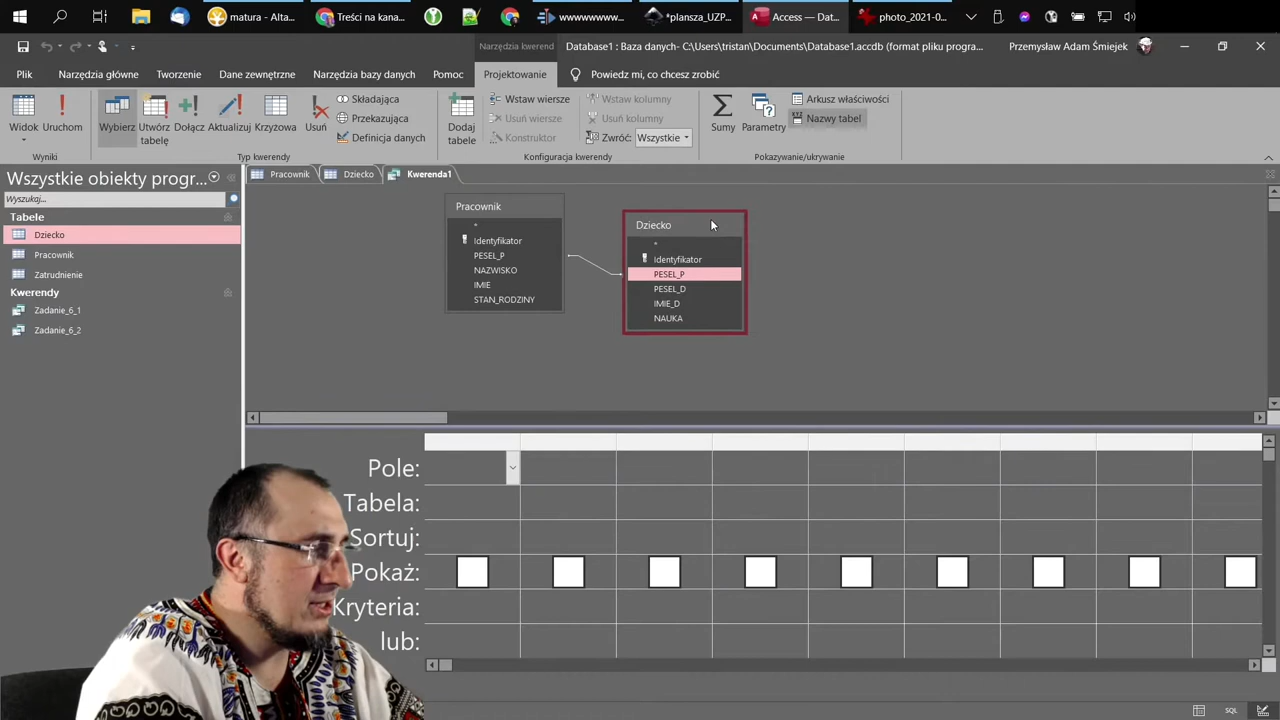 matura - Alta...
Treści na kana...
wwwwwwwww...
*plansza_UZP...
Access — Dat...
photo_2021-0...
Narzędzia kwerend
Database1 : Baza danych- C:\Users\tristan\Documents\Database1.accdb (format pliku progra...
Przemysław Adam Śmiejek
Plik
Narzędzia główne
Tworzenie
Dane zewnętrzne
Narzędzia bazy danych
Pomoc
Projektowanie
Powiedz mi, co chcesz zrobić
Widok
Uruchom
Wybierz
Utwórz tabelę
Dołącz
Aktualizuj
Krzyżowa
Usuń
Składająca
Przekazująca
Definicja danych
Dodaj tabele
Wstaw wiersze
Usuń wiersze
Konstruktor
Wstaw kolumny
Usuń kolumny
Zwróć: Wszystkie
Sumy
Parametry
Arkusz właściwości
Nazwy tabel
Wyniki
Typ kwerendy
Konfiguracja kwerendy
Pokazywanie/ukrywanie
Wszystkie obiekty progr...
Pracownik
Dziecko
Kwerenda1
Wyszukaj...
Tabele
Dziecko
Pracownik
Zatrudnienie
Kwerendy
Zadanie_6_1
Zadanie_6_2
Pracownik
*
Identyfikator
PESEL_P
NAZWISKO
IMIE
STAN_RODZINY
Dziecko
*
Identyfikator
PESEL_P
PESEL_D
IMIE_D
NAUKA
Pole:
Tabela:
Sortuj:
Pokaż:
Kryteria:
lub:
SQL